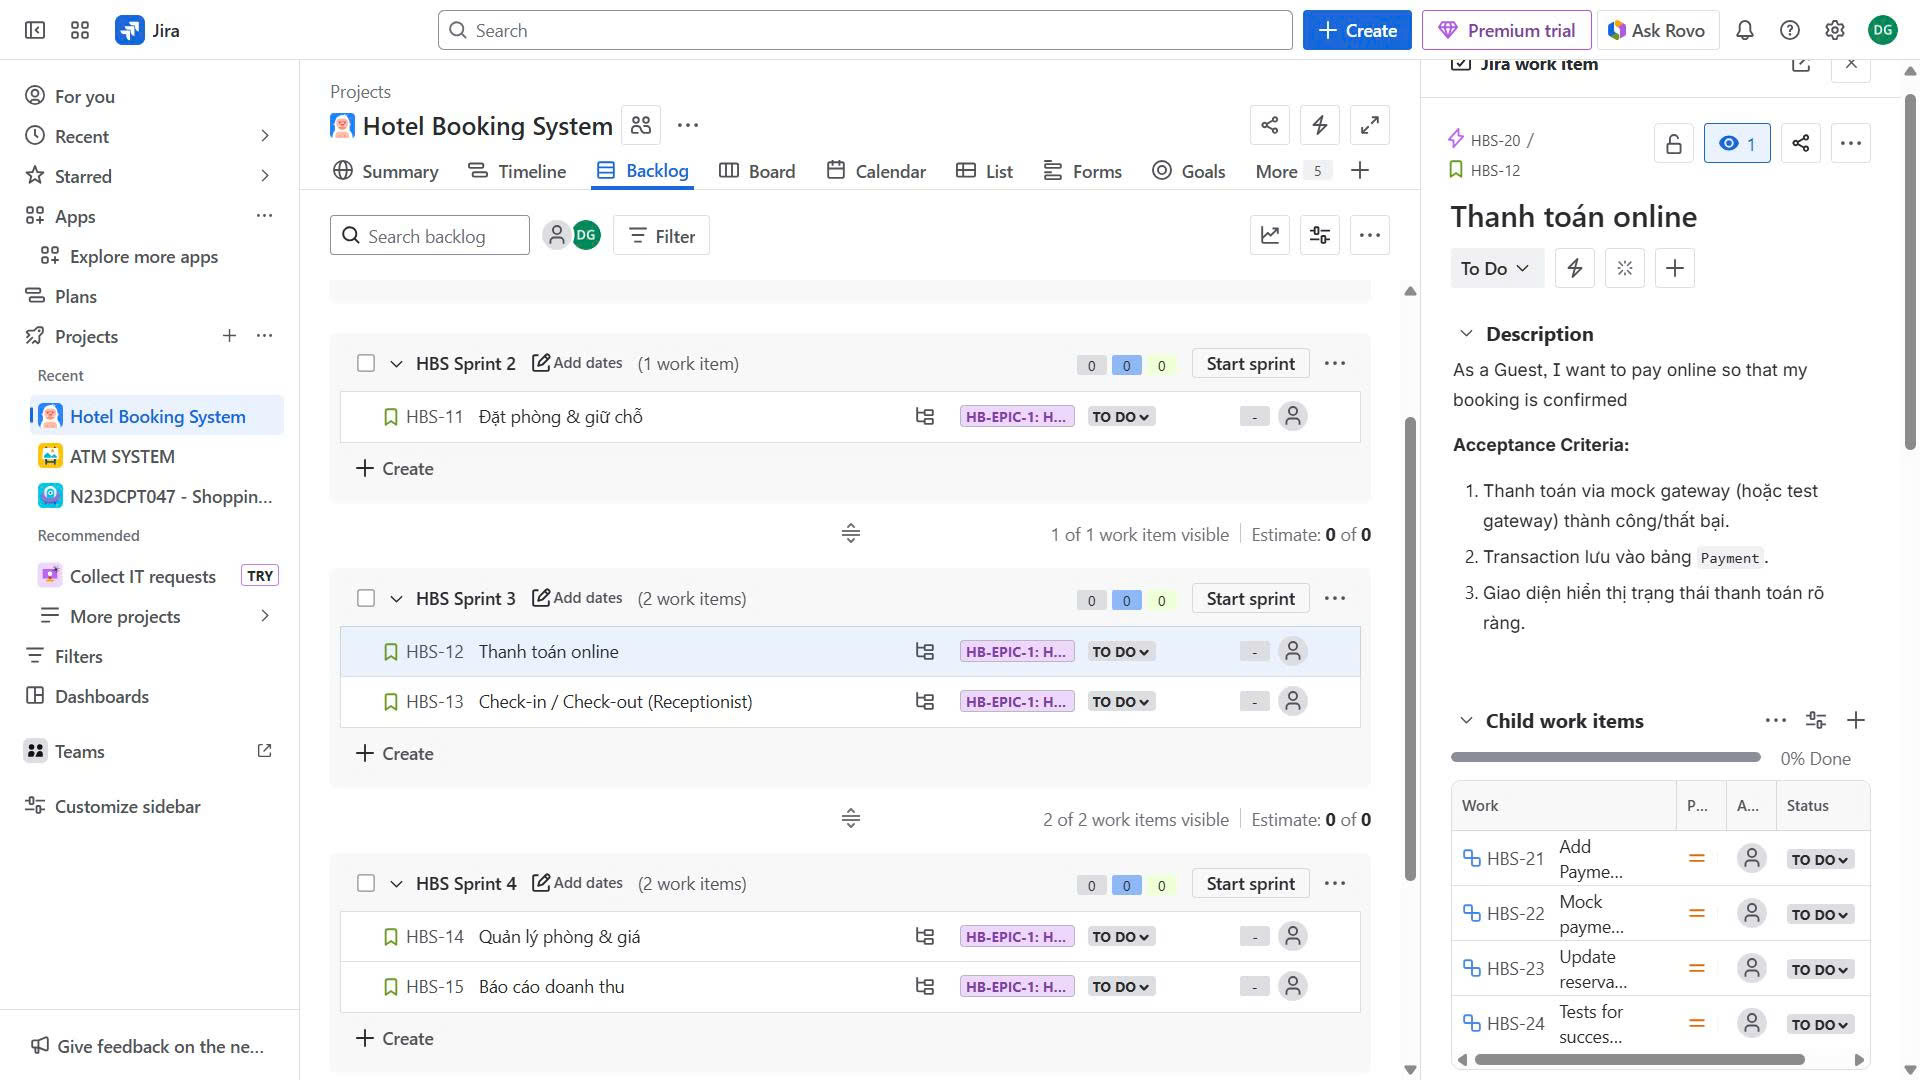 Jira
Search
Create
Premium trial
Ask Rovo
DG
For you
Recent
Starred
Apps
Explore more apps
Plans
Projects
Recent
Hotel Booking System
ATM SYSTEM
N23DCPT047 - Shoppin...
Recommended
Collect IT requests TRY
More projects
Filters
Dashboards
Teams
Customize sidebar
Give feedback on the ne...
Projects
Hotel Booking System
Summary
Timeline
Backlog
Board
Calendar
List
Forms
Goals
More 5
Search backlog
DG
Filter
HBS Sprint 2 Add dates (1 work item) 0 0 0 Start sprint
HBS-11 Đặt phòng & giữ chỗ HB-EPIC-1: H... TO DO -
Create
1 of 1 work item visible Estimate: 0 of 0
HBS Sprint 3 Add dates (2 work items) 0 0 0 Start sprint
HBS-12 Thanh toán online HB-EPIC-1: H... TO DO -
HBS-13 Check-in / Check-out (Receptionist) HB-EPIC-1: H... TO DO -
Create
2 of 2 work items visible Estimate: 0 of 0
HBS Sprint 4 Add dates (2 work items) 0 0 0 Start sprint
HBS-14 Quản lý phòng & giá HB-EPIC-1: H... TO DO -
HBS-15 Báo cáo doanh thu HB-EPIC-1: H... TO DO -
Create
Jira work item
HBS-20 /
HBS-12
1
Thanh toán online
To Do
Description
As a Guest, I want to pay online so that my
booking is confirmed
Acceptance Criteria:
1. Thanh toán via mock gateway (hoặc test
gateway) thành công/thất bại.
2. Transaction lưu vào bảng Payment.
3. Giao diện hiển thị trạng thái thanh toán rõ
ràng.
Child work items
0% Done
Work P... A... Status
HBS-21 Add
Payme... TO DO
HBS-22 Mock
payme... TO DO
HBS-23 Update
reserva... TO DO
HBS-24 Tests for
succes... TO DO